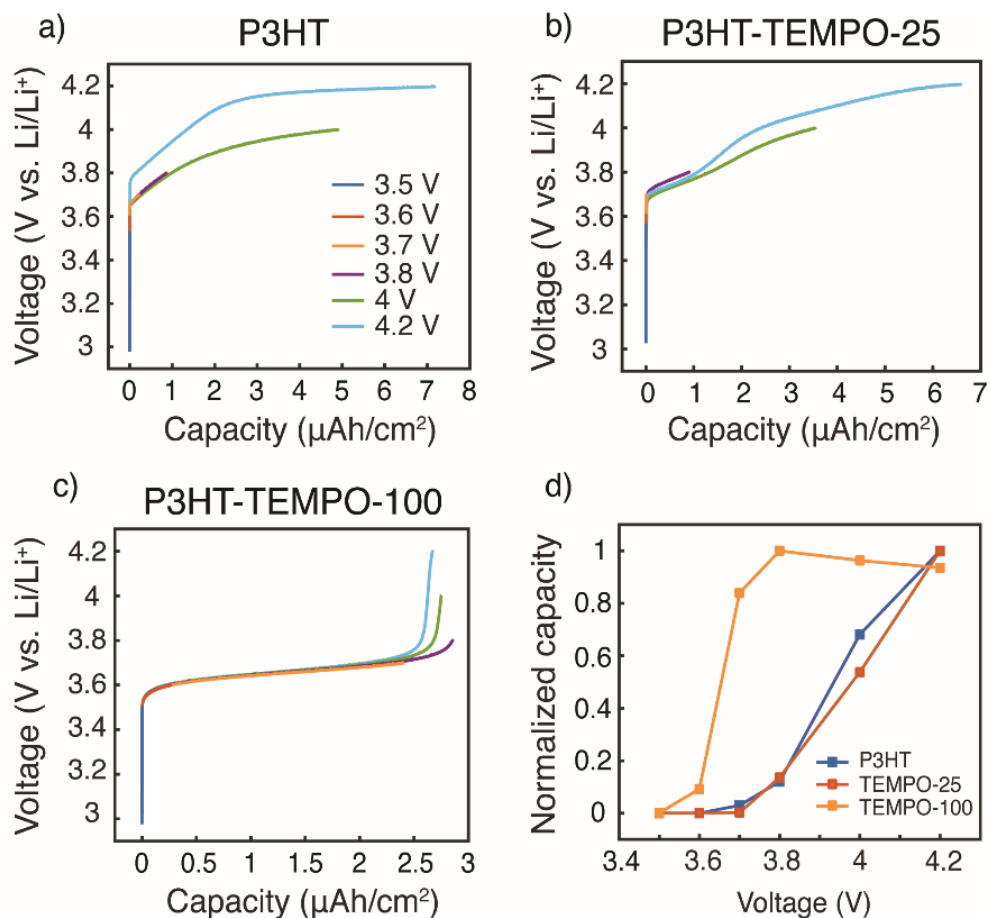 a)
P3HT
Voltage (V vs. Li/Li⁺)
4.2
4
3.8
3.6
3.4
3.2
3
3.5 V
3.6 V
3.7 V
3.8 V
4 V
4.2 V
0 1 2 3 4 5 6 7 8
Capacity (μAh/cm²)
b)
P3HT-TEMPO-25
Voltage (V vs. Li/Li⁺)
4.2
4
3.8
3.6
3.4
3.2
3
0 1 2 3 4 5 6 7
Capacity (μAh/cm²)
c)
P3HT-TEMPO-100
Voltage (V vs. Li/Li⁺)
4.2
4
3.8
3.6
3.4
3.2
3
0 0.5 1 1.5 2 2.5 3
Capacity (μAh/cm²)
d)
Normalized capacity
1
0.8
0.6
0.4
0.2
0
P3HT
TEMPO-25
TEMPO-100
3.4 3.6 3.8 4 4.2
Voltage (V)